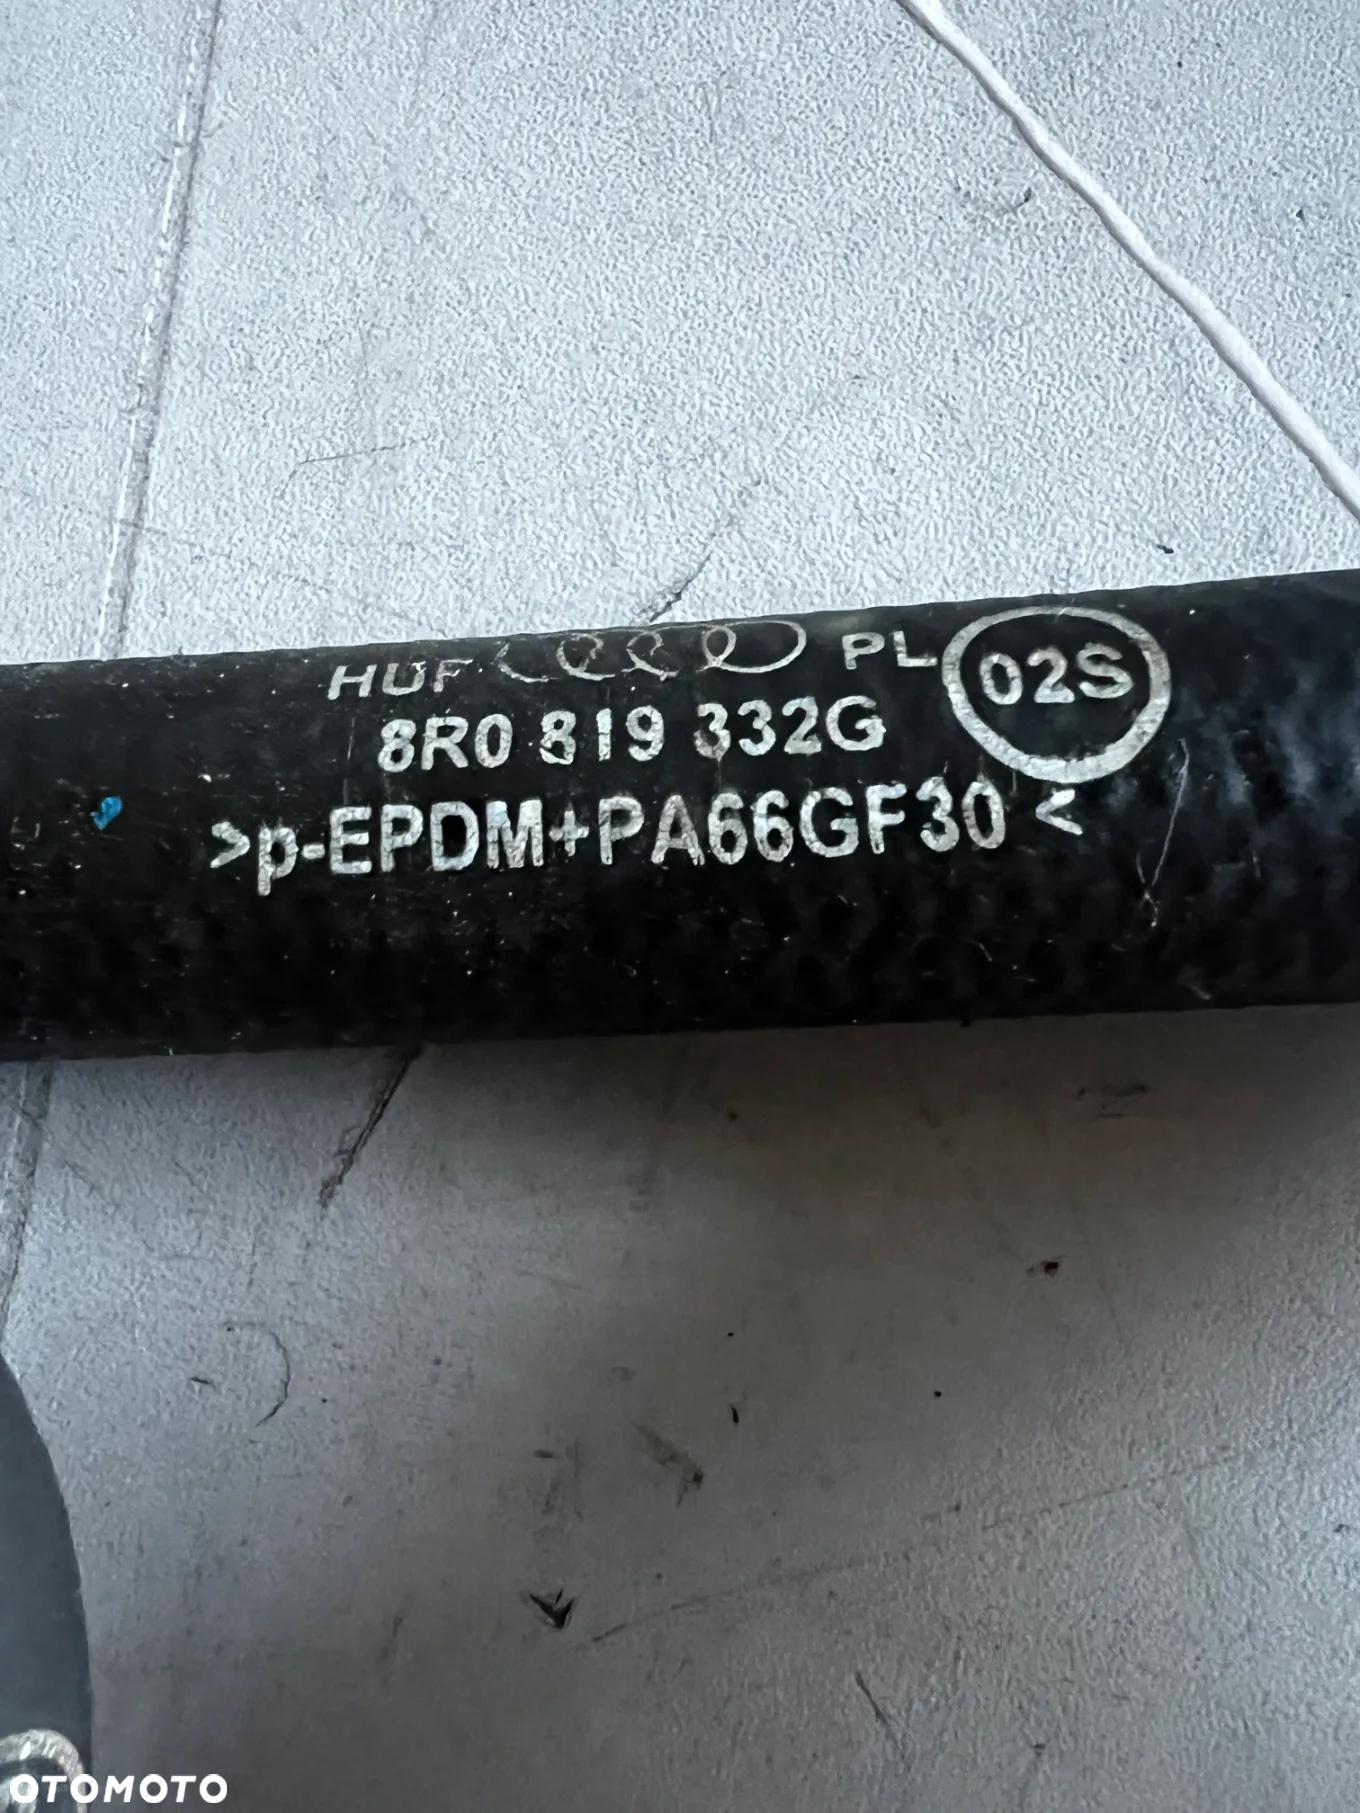 HUF PL 02S
8R0 819 332G
>p-EPDM+PA66GF30<
OTOMOTO